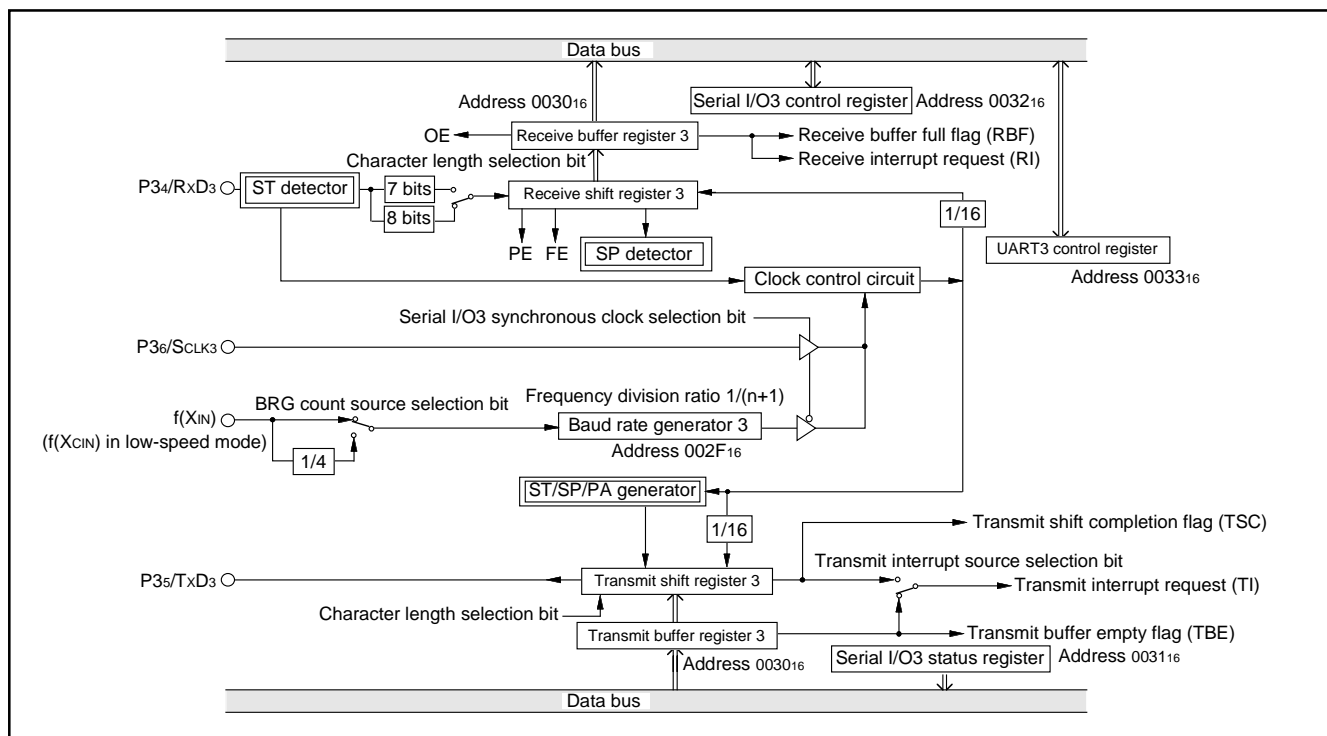 Data bus
Address 0030₁₆
Serial I/O3 control register
Address 0032₁₆
OE
Receive buffer register 3
Receive buffer full flag (RBF)
Receive interrupt request (RI)
Character length selection bit
P3₄/RxD₃
ST detector
7 bits
8 bits
Receive shift register 3
1/16
PE
FE
SP detector
UART3 control register
Address 0033₁₆
Clock control circuit
Serial I/O3 synchronous clock selection bit
P3₆/SCLK3
f(XIN)
(f(XCIN) in low-speed mode)
BRG count source selection bit
1/4
Frequency division ratio 1/(n+1)
Baud rate generator 3
Address 002F₁₆
ST/SP/PA generator
1/16
Transmit shift completion flag (TSC)
Transmit interrupt source selection bit
P3₅/TxD₃
Transmit shift register 3
Transmit interrupt request (TI)
Character length selection bit
Transmit buffer register 3
Transmit buffer empty flag (TBE)
Address 0030₁₆
Serial I/O3 status register
Address 0031₁₆
Data bus